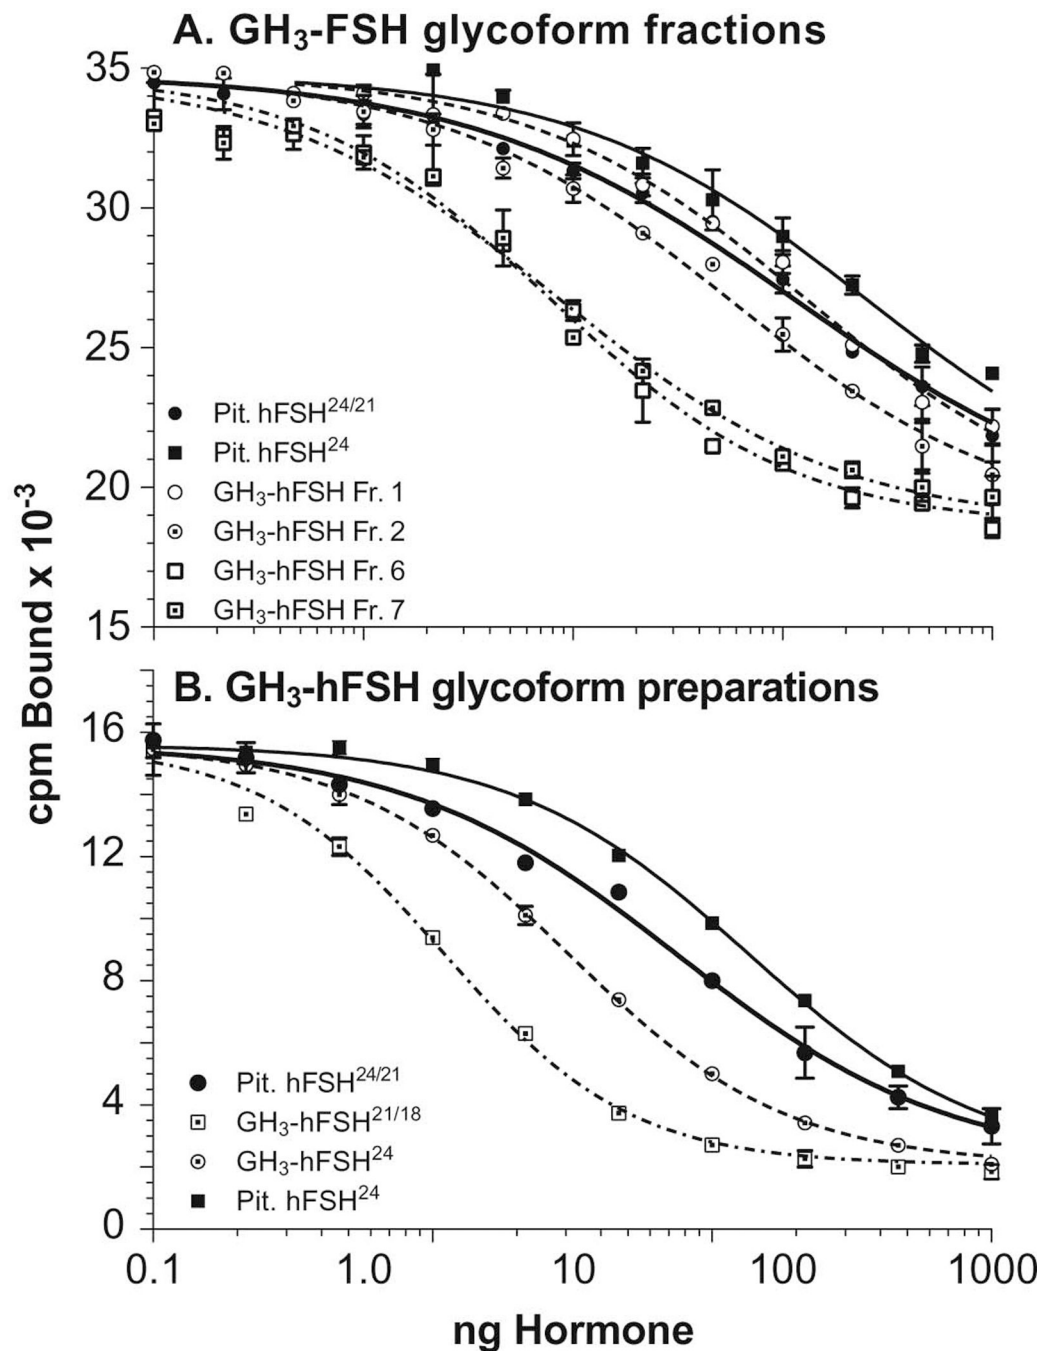 A. GH₃-FSH glycoform fractions
35
30
25
20
15
Pit. hFSH²⁴/²¹
Pit. hFSH²⁴
GH₃-hFSH Fr. 1
GH₃-hFSH Fr. 2
GH₃-hFSH Fr. 6
GH₃-hFSH Fr. 7
cpm Bound x 10⁻³
B. GH₃-hFSH glycoform preparations
16
12
8
4
0
Pit. hFSH²⁴/²¹
GH₃-hFSH²¹/¹⁸
GH₃-hFSH²⁴
Pit. hFSH²⁴
0.1 1.0 10 100 1000
ng Hormone